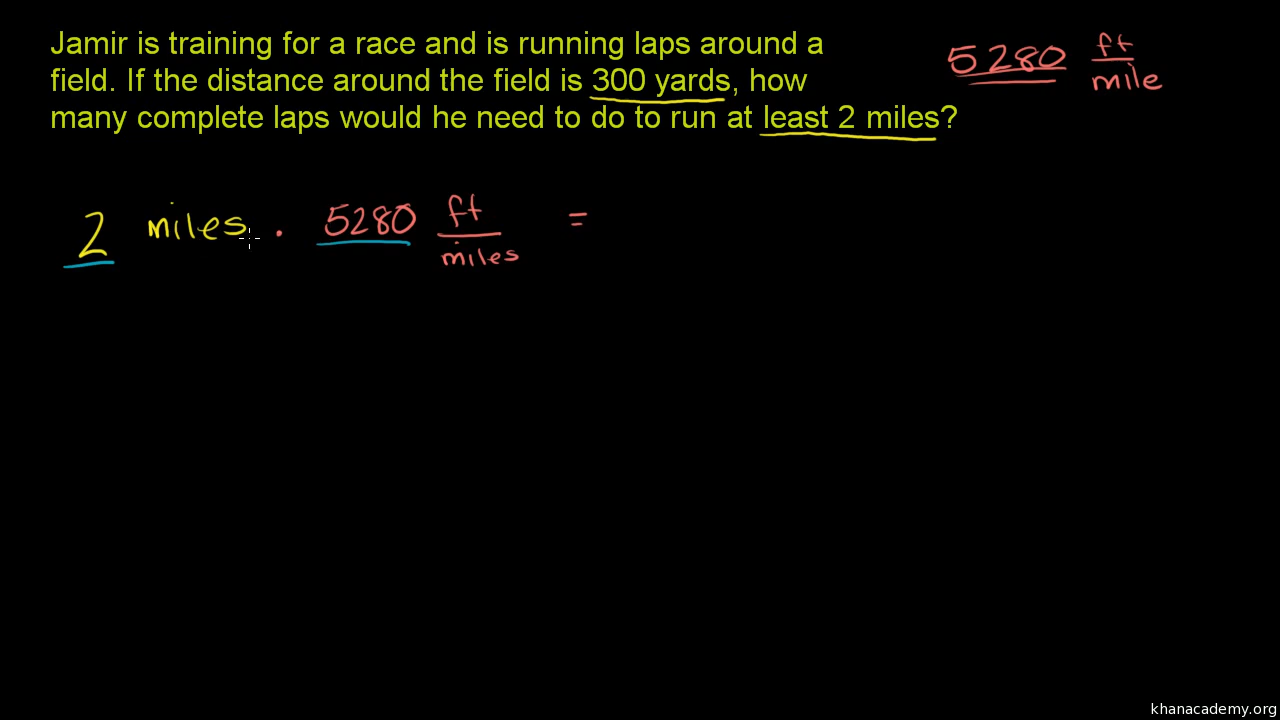 Jamir is training for a race and is running laps around a
field. If the distance around the field is 300 yards, how
many complete laps would he need to do to run at least 2 miles?
5280 ft/mile
2 miles · 5280 ft/miles =
khanacademy.org